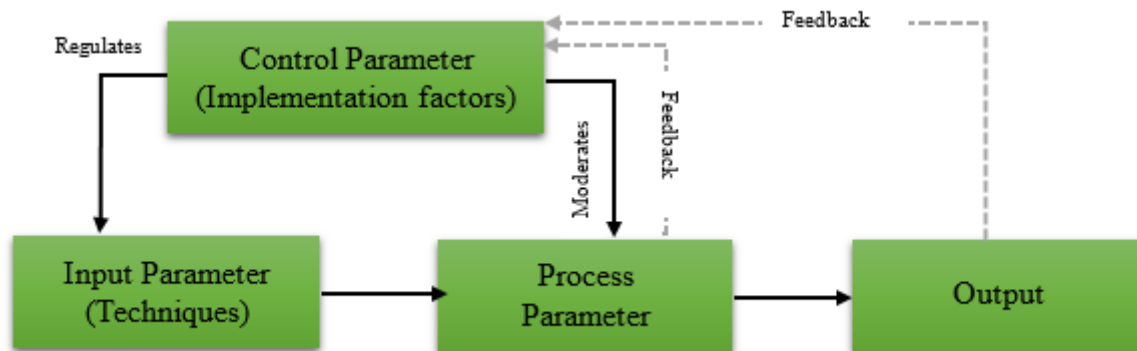 Feedback
Regulates
Control Parameter
(Implementation factors)
Moderates
Feedback
Input Parameter
(Techniques)
Process
Parameter
Output